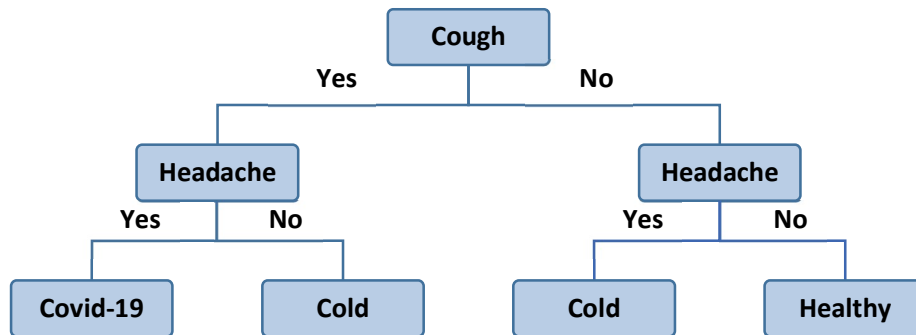 Cough
Yes No
Headache Headache
Yes No Yes No
Covid-19 Cold Cold Healthy